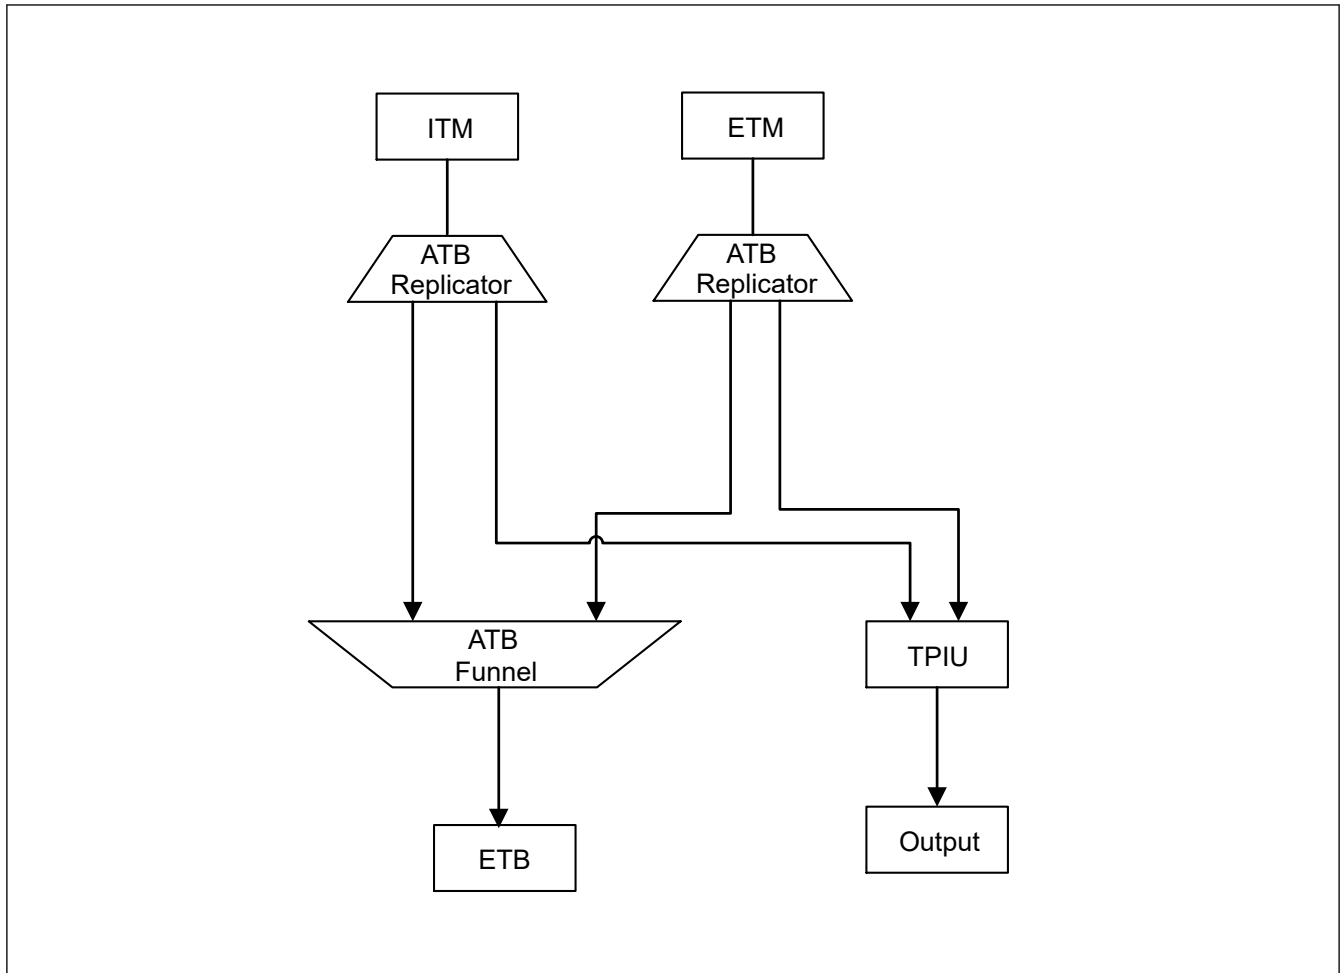 ITM
ETM
ATB
Replicator
ATB
Replicator
ATB
Funnel
TPIU
ETB
Output